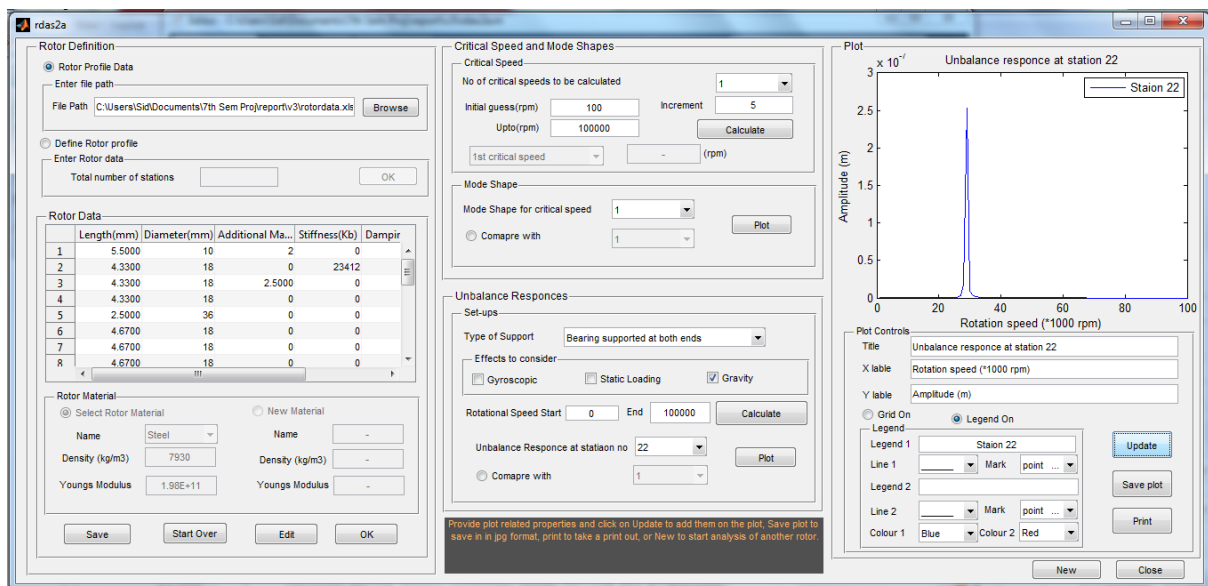 rdas2a
Rotor Definition
Rotor Profile Data
Enter file path
File Path C:\Users\Sid\Documents\7th Sem Proj\report\v3\rotordata.xls Browse
Define Rotor profile
Enter Rotor data
Total number of stations OK
Rotor Data
Length(mm) Diameter(mm) Additional Ma... Stiffness(Kb) Dampir
1 5.5000 10 2 0
2 4.3300 18 0 23412
3 4.3300 18 2.5000 0
4 4.3300 18 0 0
5 2.5000 36 0 0
6 4.6700 18 0 0
7 4.6700 18 0 0
8 4.6700 18 0 0
Rotor Material
Select Rotor Material New Material
Name Steel Name -
Density (kg/m3) 7930 Density (kg/m3) -
Youngs Modulus 1.98E+11 Youngs Modulus -
Save Start Over Edit OK
Critical Speed and Mode Shapes
Critical Speed
No of critical speeds to be calculated 1
Initial guess(rpm) 100 Increment 5
Upto(rpm) 100000 Calculate
1st critical speed - (rpm)
Mode Shape
Mode Shape for critical speed 1
Plot
Comapre with 1
Unbalance Responces
Set-ups
Type of Support Bearing supported at both ends
Effects to consider
Gyroscopic Static Loading Gravity
Rotational Speed Start 0 End 100000 Calculate
Unbalance Responce at statiaon no 22
Plot
Comapre with 1
Provide plot related properties and click on Update to add them on the plot, Save plot to
save in in jpg format, print to take a print out, or New to start analysis of another rotor.
Plot
x 10^-7 Unbalance responce at station 22
Staion 22
3
2.5
2
1.5
1
0.5
0
Amplitude (m)
0 20 40 60 80 100
Rotation speed (*1000 rpm)
Plot Controls
Title Unbalance responce at station 22
X lable Rotation speed (*1000 rpm)
Y lable Amplitude (m)
Grid On Legend On
Legend
Legend 1 Staion 22 Update
Line 1 Mark point ...
Legend 2 Save plot
Line 2 Mark point ...
Print
Colour 1 Blue Colour 2 Red
New Close